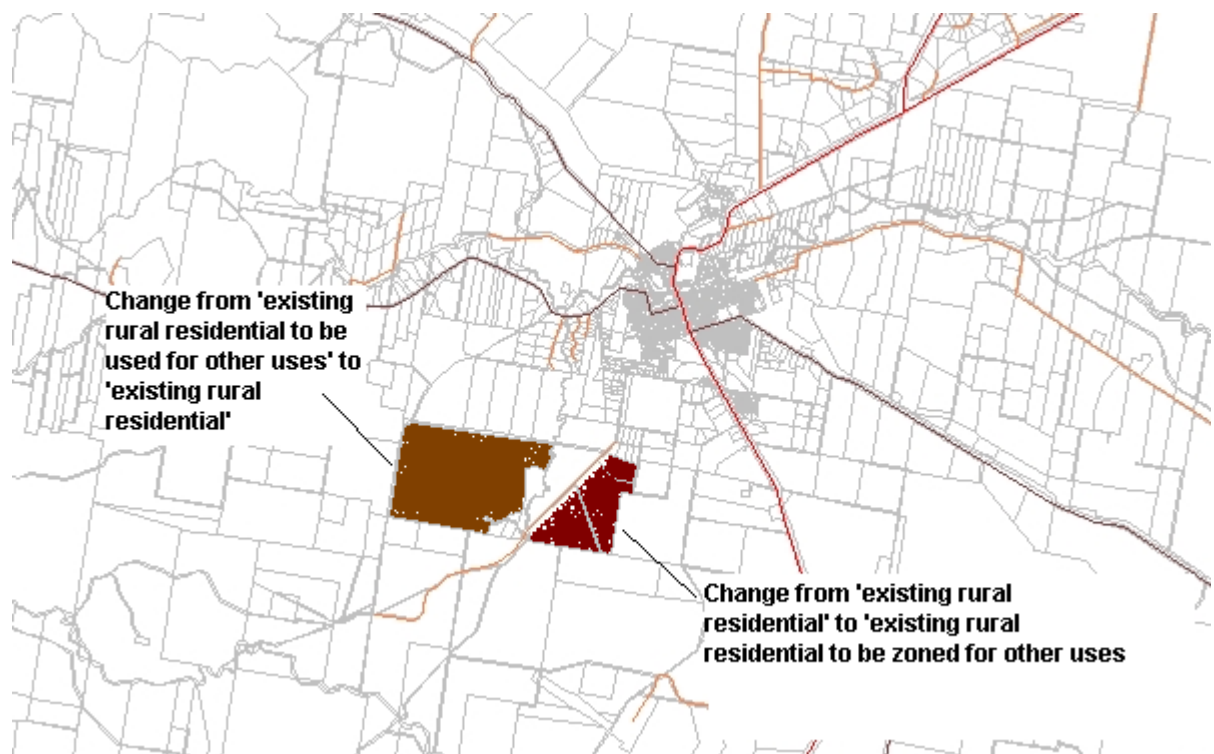 Change from 'existing
rural residential to be
used for other uses' to
'existing rural
residential'
Change from 'existing rural
residential' to 'existing rural
residential to be zoned for other uses